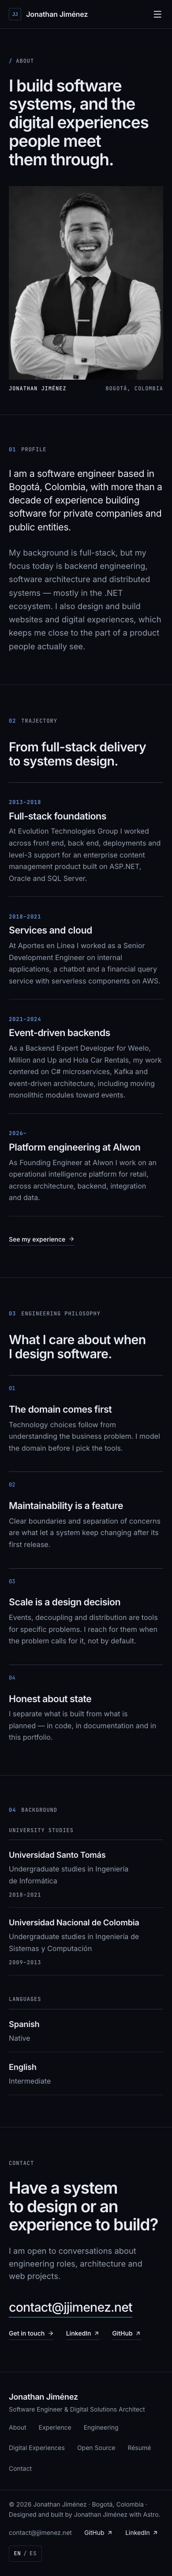 JJ Jonathan Jiménez
/ ABOUT
I build software
systems, and the
digital experiences
people meet
them through.
JONATHAN JIMÉNEZ BOGOTÁ, COLOMBIA
01 PROFILE
I am a software engineer based in
Bogotá, Colombia, with more than a
decade of experience building
software for private companies and
public entities.
My background is full-stack, but my
focus today is backend engineering,
software architecture and distributed
systems — mostly in the .NET
ecosystem. I also design and build
websites and digital experiences, which
keeps me close to the part of a product
people actually see.
02 TRAJECTORY
From full-stack delivery
to systems design.
2013–2018
Full-stack foundations
At Evolution Technologies Group I worked
across front end, back end, deployments and
level-3 support for an enterprise content
management product built on ASP.NET,
Oracle and SQL Server.
2018–2021
Services and cloud
At Aportes en Línea I worked as a Senior
Development Engineer on internal
applications, a chatbot and a financial query
service with serverless components on AWS.
2021–2024
Event-driven backends
As a Backend Expert Developer for Weelo,
Million and Up and Hola Car Rentals, my work
centered on C# microservices, Kafka and
event-driven architecture, including moving
monolithic modules toward events.
2024–
Platform engineering at Alwon
As Founding Engineer at Alwon I work on an
operational intelligence platform for retail,
across architecture, backend, integration
and data.
See my experience →
03 ENGINEERING PHILOSOPHY
What I care about when
I design software.
01
The domain comes first
Technology choices follow from
understanding the business problem. I model
the domain before I pick the tools.
02
Maintainability is a feature
Clear boundaries and separation of concerns
are what let a system keep changing after its
first release.
03
Scale is a design decision
Events, decoupling and distribution are tools
for specific problems. I reach for them when
the problem calls for it, not by default.
04
Honest about state
I separate what is built from what is
planned — in code, in documentation and in
this portfolio.
04 BACKGROUND
UNIVERSITY STUDIES
Universidad Santo Tomás
Undergraduate studies in Ingeniería
de Informática
2018–2021
Universidad Nacional de Colombia
Undergraduate studies in Ingeniería de
Sistemas y Computación
2009–2013
LANGUAGES
Spanish
Native
English
Intermediate
CONTACT
Have a system
to design or an
experience to build?
I am open to conversations about
engineering roles, architecture and
web projects.
contact@jjimenez.net
Get in touch → LinkedIn ↗ GitHub ↗
Jonathan Jiménez
Software Engineer & Digital Solutions Architect
About Experience Engineering
Digital Experiences Open Source Résumé
Contact
© 2026 Jonathan Jiménez · Bogotá, Colombia ·
Designed and built by Jonathan Jiménez with Astro.
contact@jjimenez.net GitHub ↗ LinkedIn ↗
EN / ES